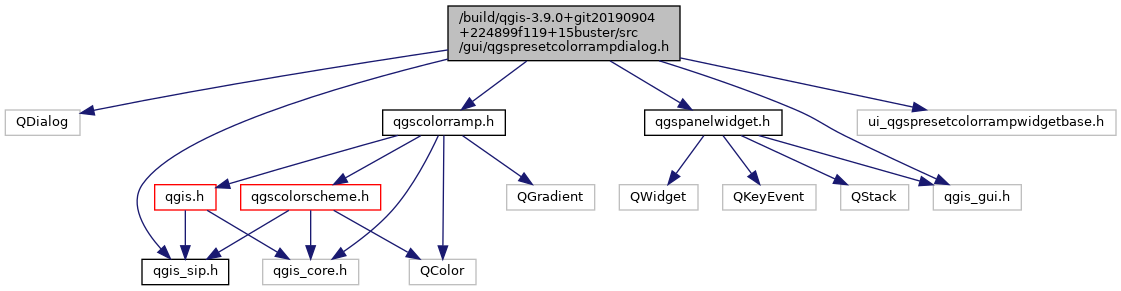 /build/qgis-3.9.0+git20190904
+224899f119+15buster/src
/gui/qgspresetcolorrampdialog.h
QDialog
qgscolorramp.h
qgspanelwidget.h
ui_qgspresetcolorrampwidgetbase.h
qgis.h
qgscolorscheme.h
QGradient
QWidget
QKeyEvent
QStack
qgis_gui.h
qgis_sip.h
qgis_core.h
QColor